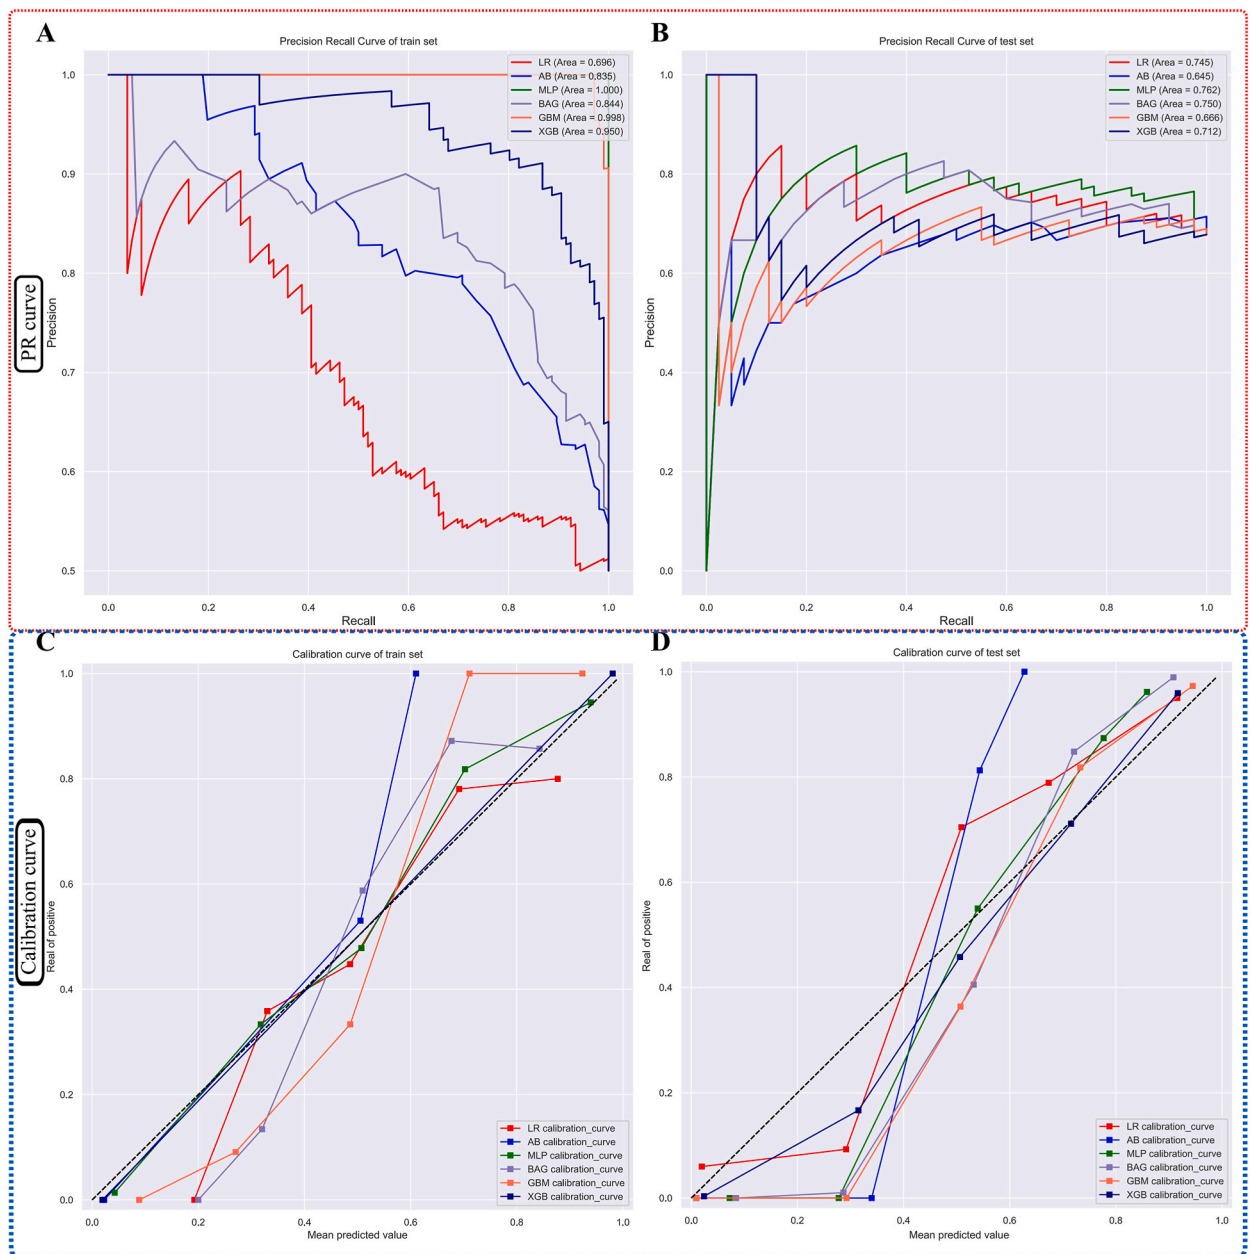 A
Precision Recall Curve of train set
1.0
0.9
0.8
0.7
0.6
0.5
0.0
0.2
0.4
0.6
0.8
1.0
Recall
Precision
PR curve
LR (Area = 0.696)
AB (Area = 0.835)
MLP (Area = 1.000)
BAG (Area = 0.844)
GBM (Area = 0.998)
XGB (Area = 0.950)
B
Precision Recall Curve of test set
1.0
0.8
0.6
0.4
0.2
0.0
0.0
0.2
0.4
0.6
0.8
1.0
Recall
Precision
LR (Area = 0.745)
AB (Area = 0.645)
MLP (Area = 0.762)
BAG (Area = 0.750)
GBM (Area = 0.666)
XGB (Area = 0.712)
C
Calibration curve of train set
1.0
0.8
0.6
0.4
0.2
0.0
0.0
0.2
0.4
0.6
0.8
1.0
Mean predicted value
Real of positive
Calibration curve
LR calibration_curve
AB calibration_curve
MLP calibration_curve
BAG calibration_curve
GBM calibration_curve
XGB calibration_curve
D
Calibration curve of test set
1.0
0.8
0.6
0.4
0.2
0.0
0.0
0.2
0.4
0.6
0.8
1.0
Mean predicted value
Real of positive
LR calibration_curve
AB calibration_curve
MLP calibration_curve
BAG calibration_curve
GBM calibration_curve
XGB calibration_curve